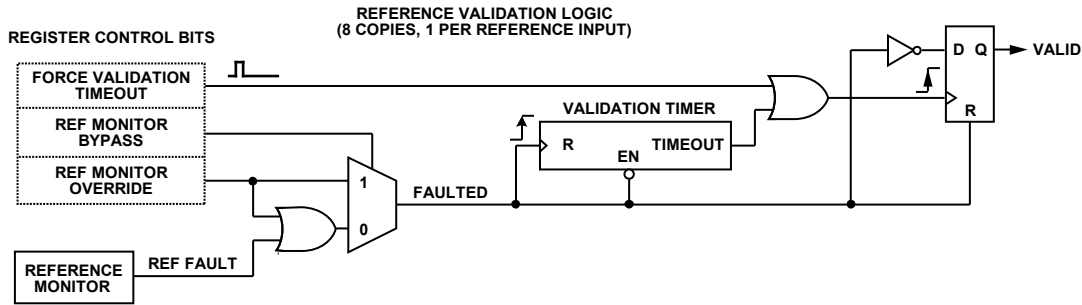 REFERENCE VALIDATION LOGIC
(8 COPIES, 1 PER REFERENCE INPUT)
REGISTER CONTROL BITS
FORCE VALIDATION
TIMEOUT
REF MONITOR
BYPASS
REF MONITOR
OVERRIDE
REFERENCE
MONITOR
REF FAULT
1
0
FAULTED
VALIDATION TIMER
R
EN
TIMEOUT
D Q
R
VALID